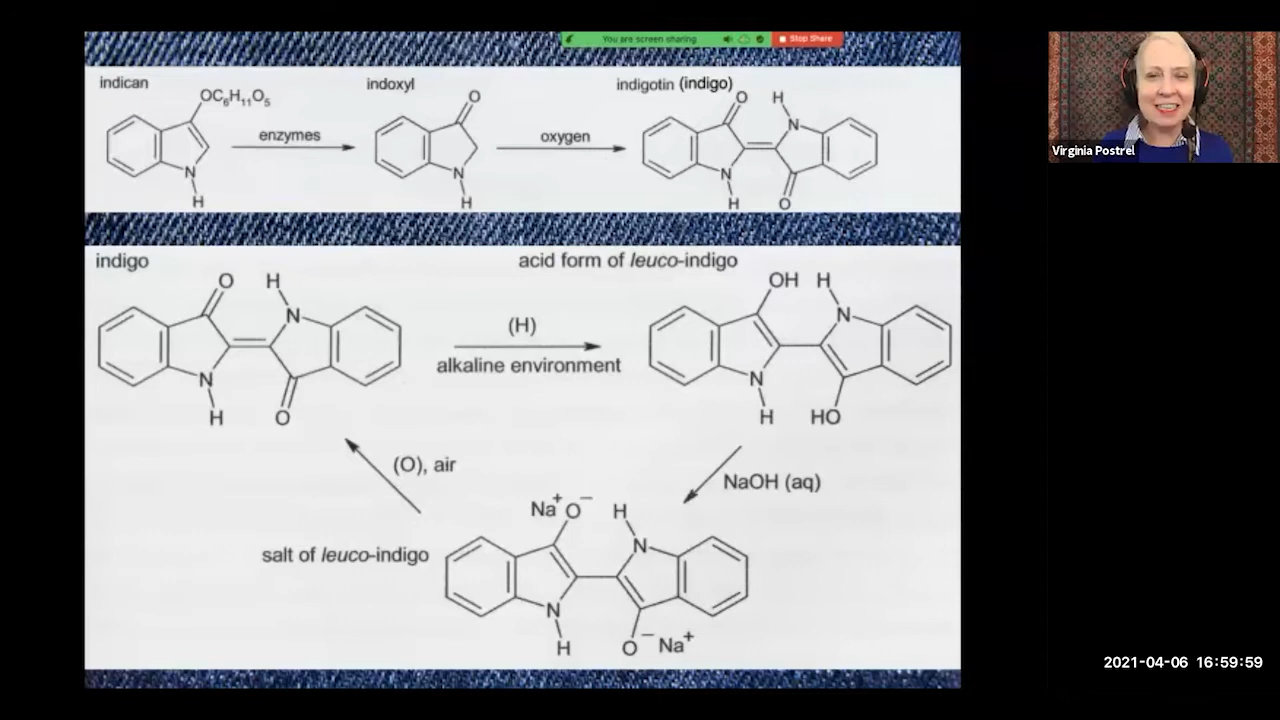 You are screen sharing
Stop Share
indican
indoxyl
indigotin (indigo)
OC6H11O5
O
O
H
N
enzymes
oxygen
N
H
N
H
N
H
O
indigo
acid form of leuco-indigo
O
H
OH
H
N
N
(H)
alkaline environment
N
H
O
N
H
HO
(O), air
NaOH (aq)
Na+ O−
H
N
salt of leuco-indigo
N
H
O− Na+
Virginia Postrel
2021-04-06 16:59:59